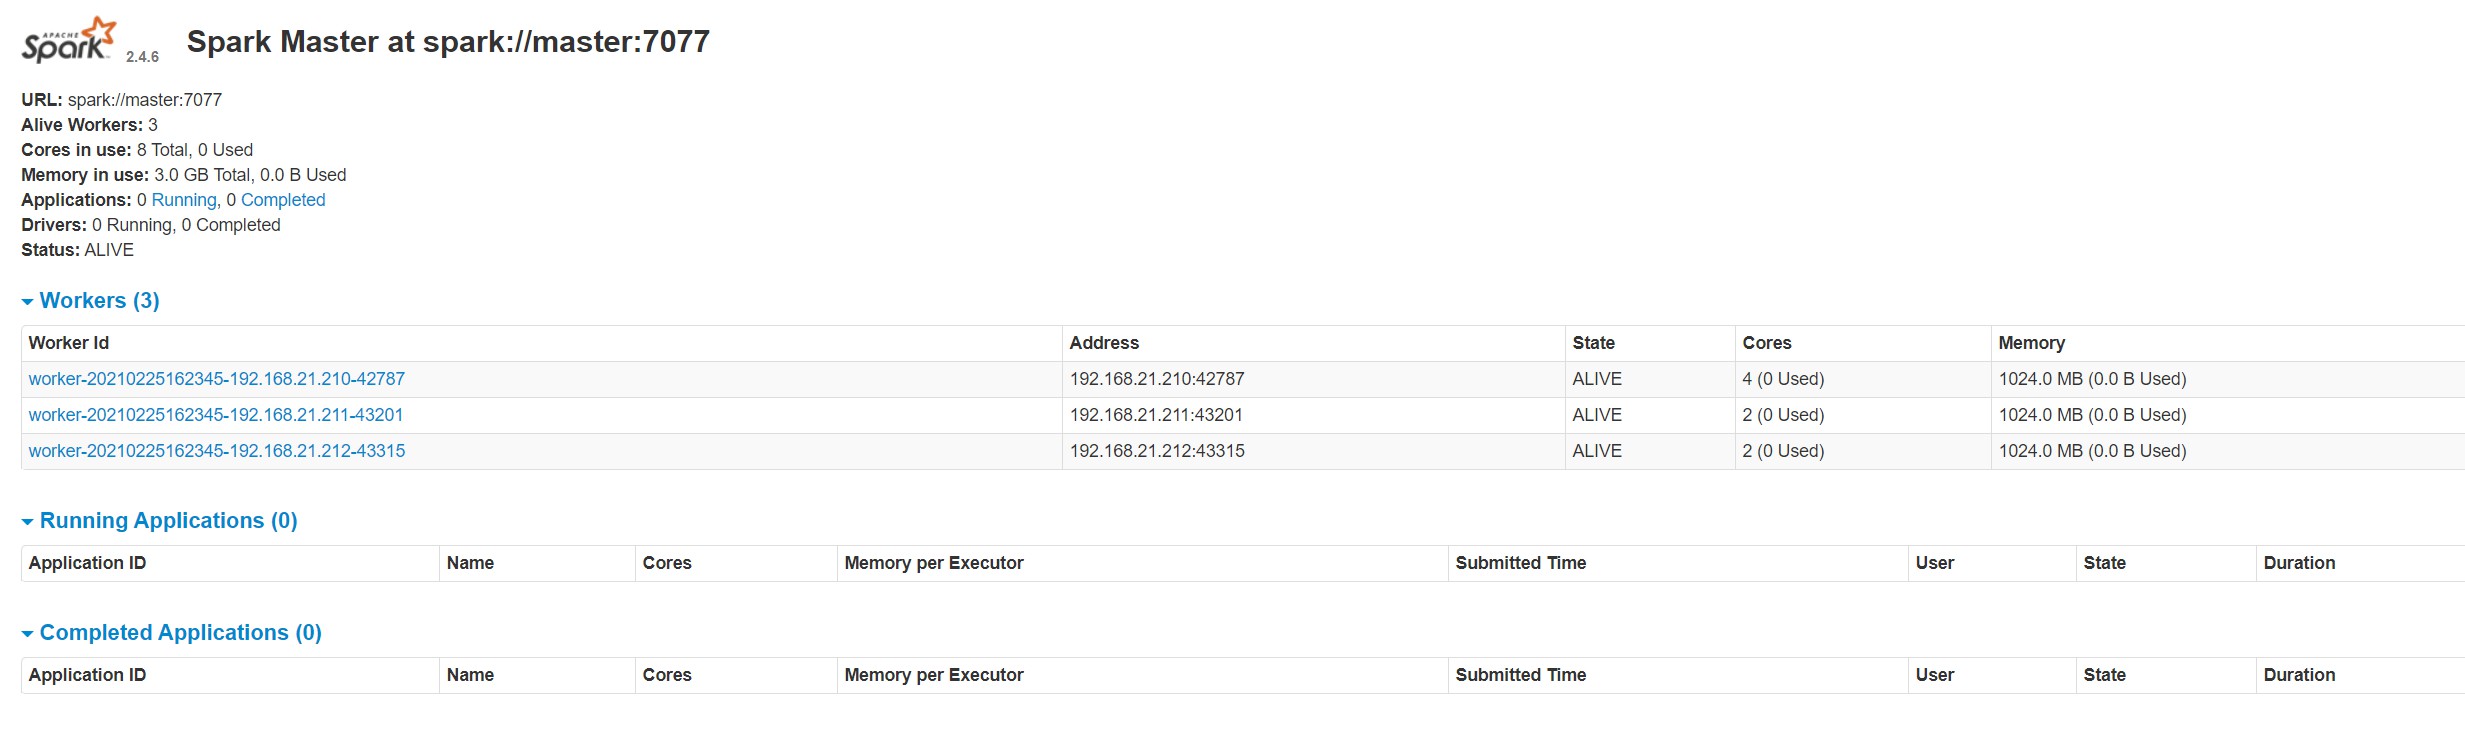 APACHE
Spark 2.4.6 Spark Master at spark://master:7077
URL: spark://master:7077
Alive Workers: 3
Cores in use: 8 Total, 0 Used
Memory in use: 3.0 GB Total, 0.0 B Used
Applications: 0 Running, 0 Completed
Drivers: 0 Running, 0 Completed
Status: ALIVE
Workers (3)
Worker Id Address State Cores Memory
worker-20210225162345-192.168.21.210-42787 192.168.21.210:42787 ALIVE 4 (0 Used) 1024.0 MB (0.0 B Used)
worker-20210225162345-192.168.21.211-43201 192.168.21.211:43201 ALIVE 2 (0 Used) 1024.0 MB (0.0 B Used)
worker-20210225162345-192.168.21.212-43315 192.168.21.212:43315 ALIVE 2 (0 Used) 1024.0 MB (0.0 B Used)
Running Applications (0)
Application ID Name Cores Memory per Executor Submitted Time User State Duration
Completed Applications (0)
Application ID Name Cores Memory per Executor Submitted Time User State Duration